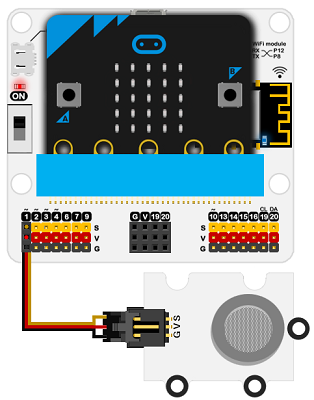 WiFi module
RX P12
TX P8
B
ON
A
~ ~ ~ ~ ~ CL DA
1 2 3 4 6 7 9 G V 19 20 10 13 14 15 16 19 20
S S
V V
G G
G V S